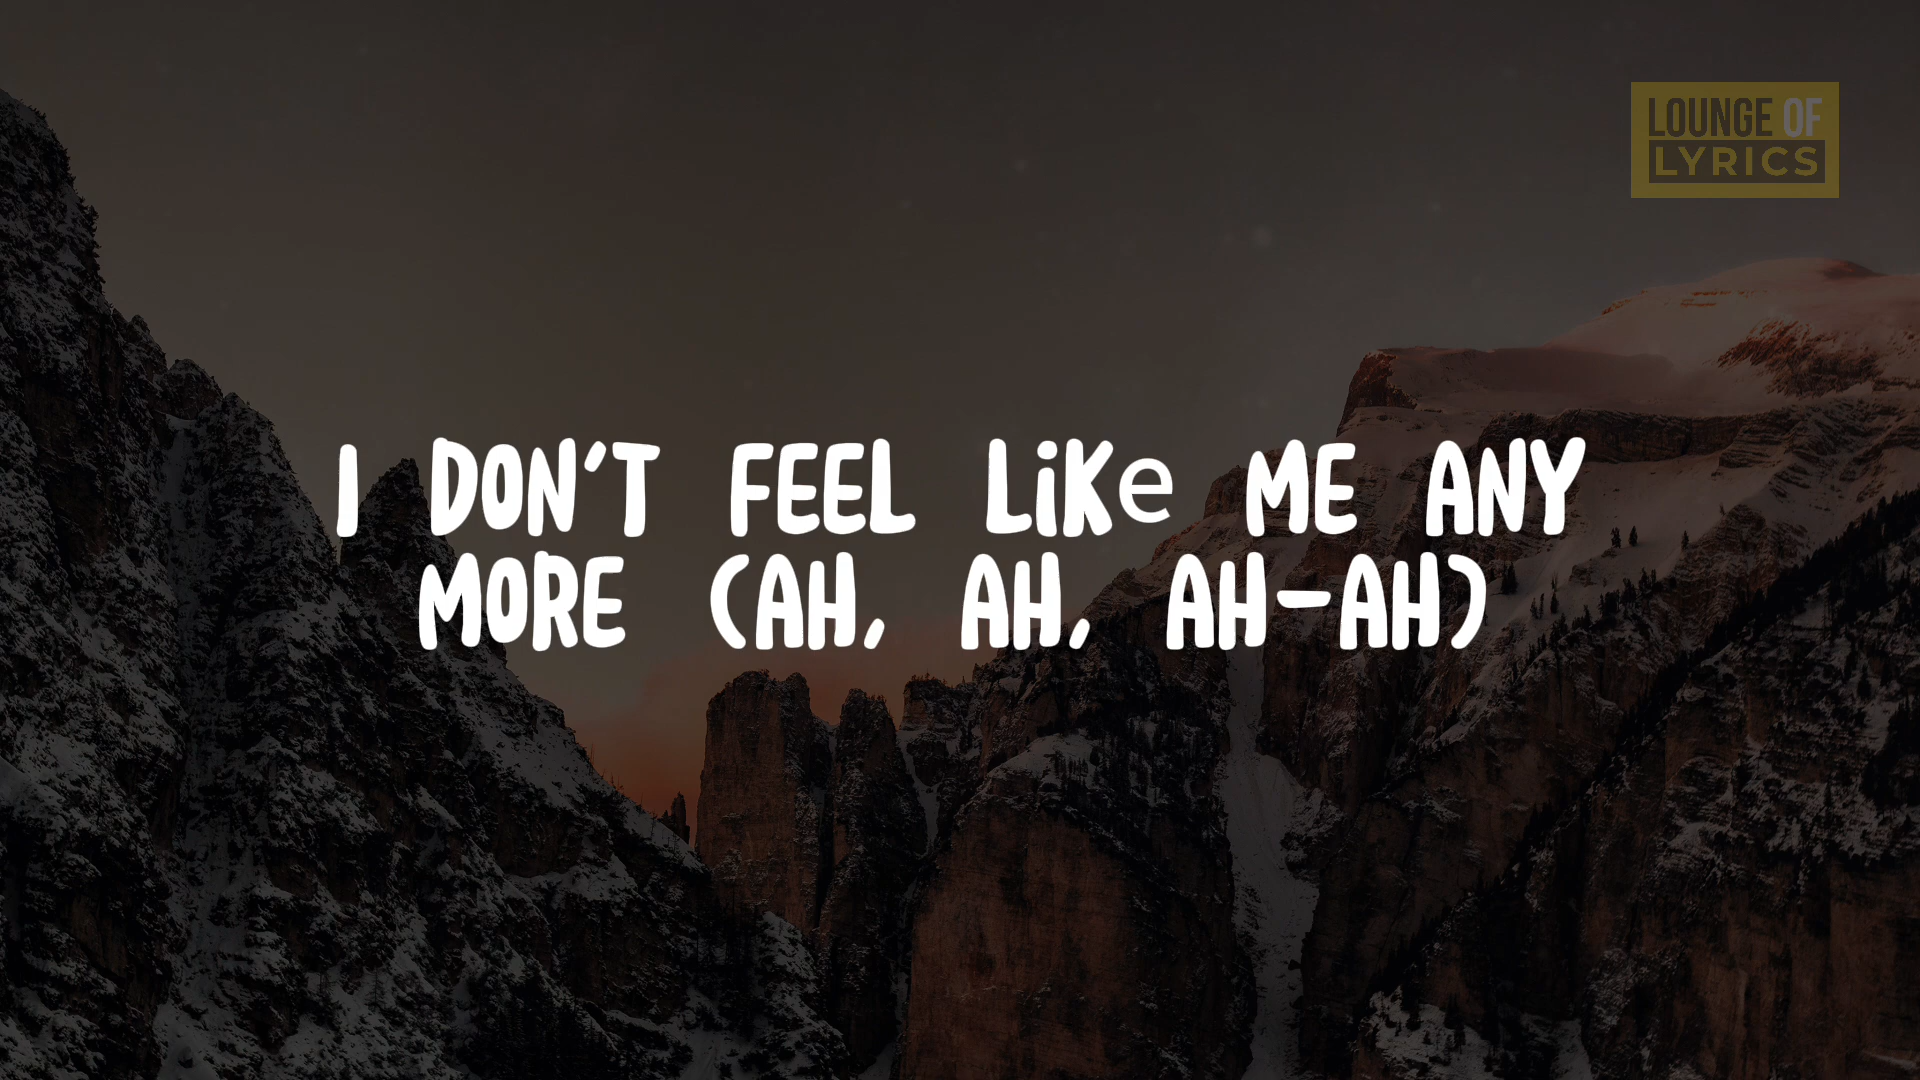 LOUNGE OF
LYRICS
I DON'T FEEL LiKe ME ANY
MORE (AH, AH, AH-AH)